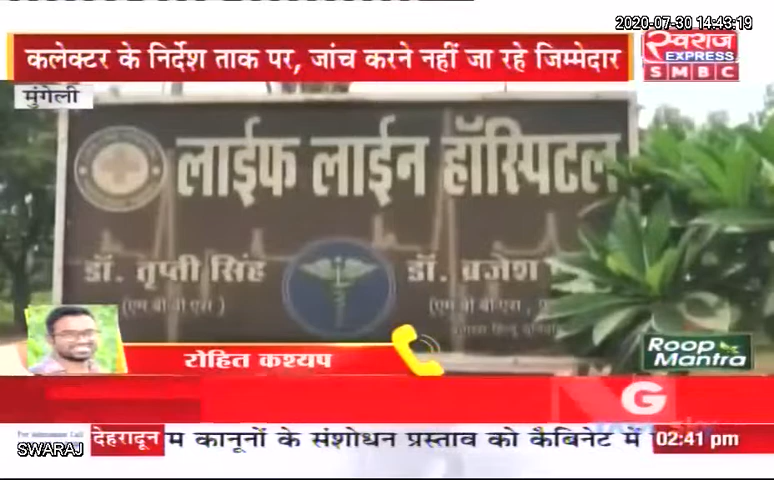 2020-07-30 14:43:19
कलेक्टर के निर्देश ताक पर, जांच करने नहीं जा रहे जिम्मेदार
स्वराज
EXPRESS
SMBC
मुंगेली
लाईफ लाईन हॉस्पिटल
डॉ. तृप्ती सिंह
डॉ. ब्रजेश
(एम बी बी एस)
(एम बी बी एस,
रोहित कश्यप
Roop
Mantra
G
SWARAJ
देहरादून
म कानूनों के संशोधन प्रस्ताव को कैबिनेट में
02:41 pm